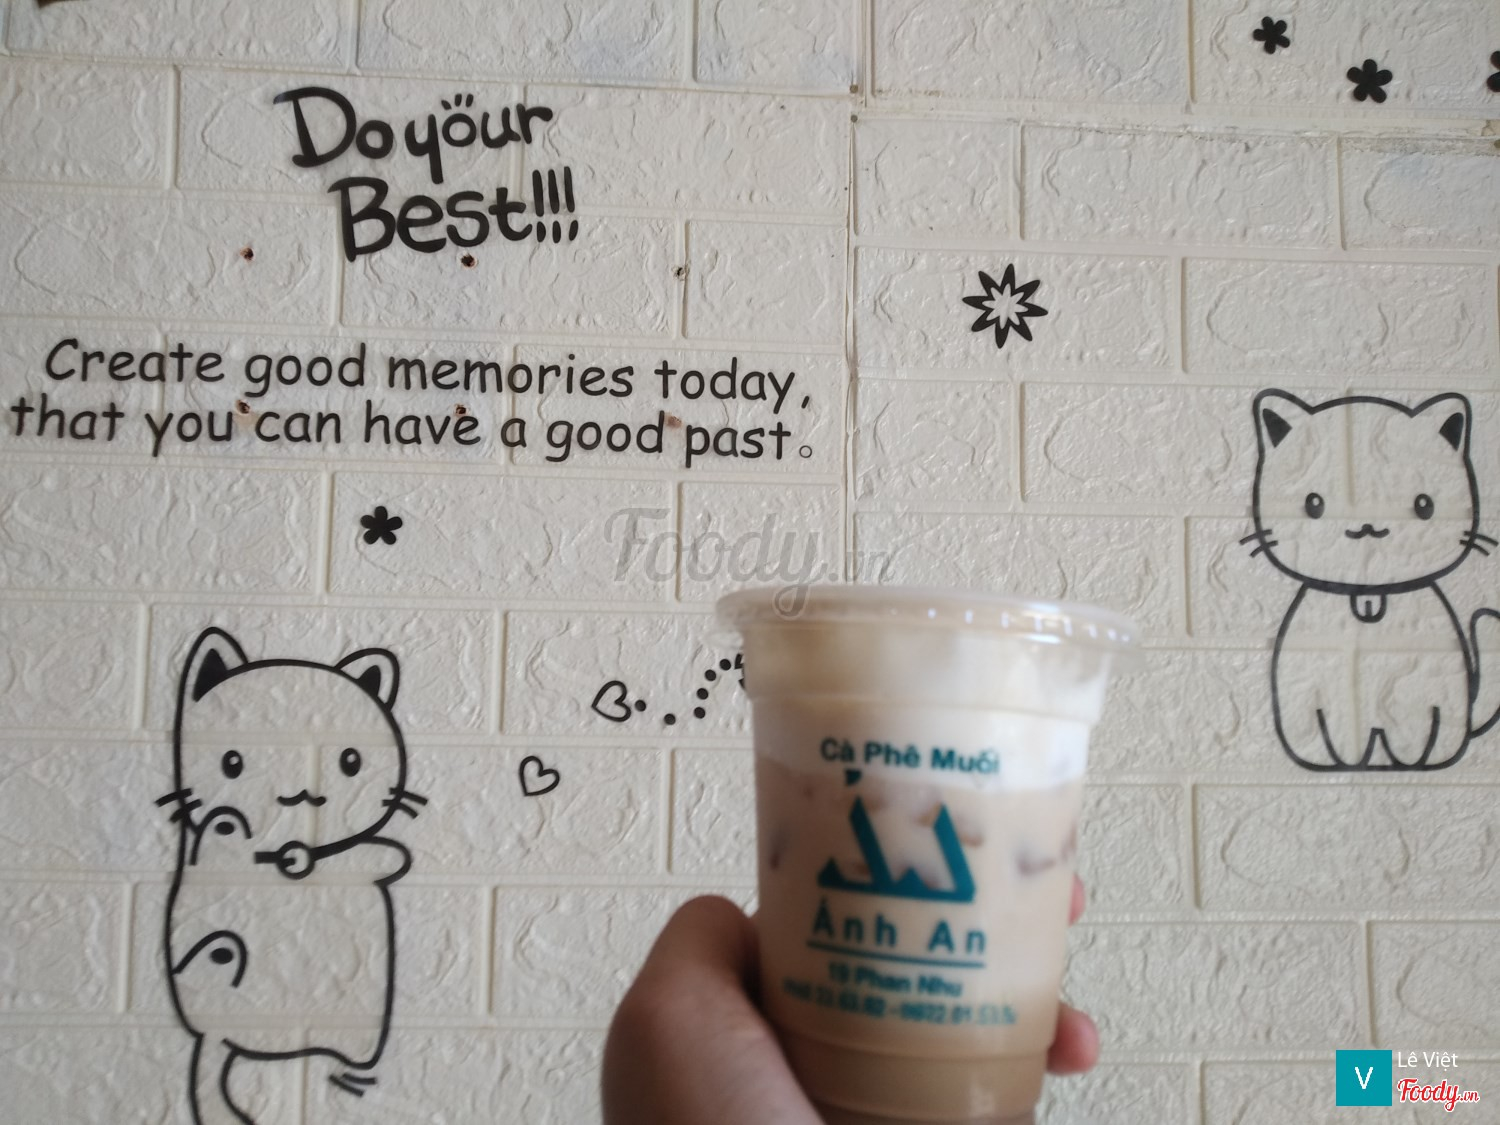 Do your
Best!!!
Create good memories today,
that you can have a good past。
Foody.vn
Cà Phê Muối
Ánh An
19 Phan Nhu
V
Lê Việt
Foody.vn